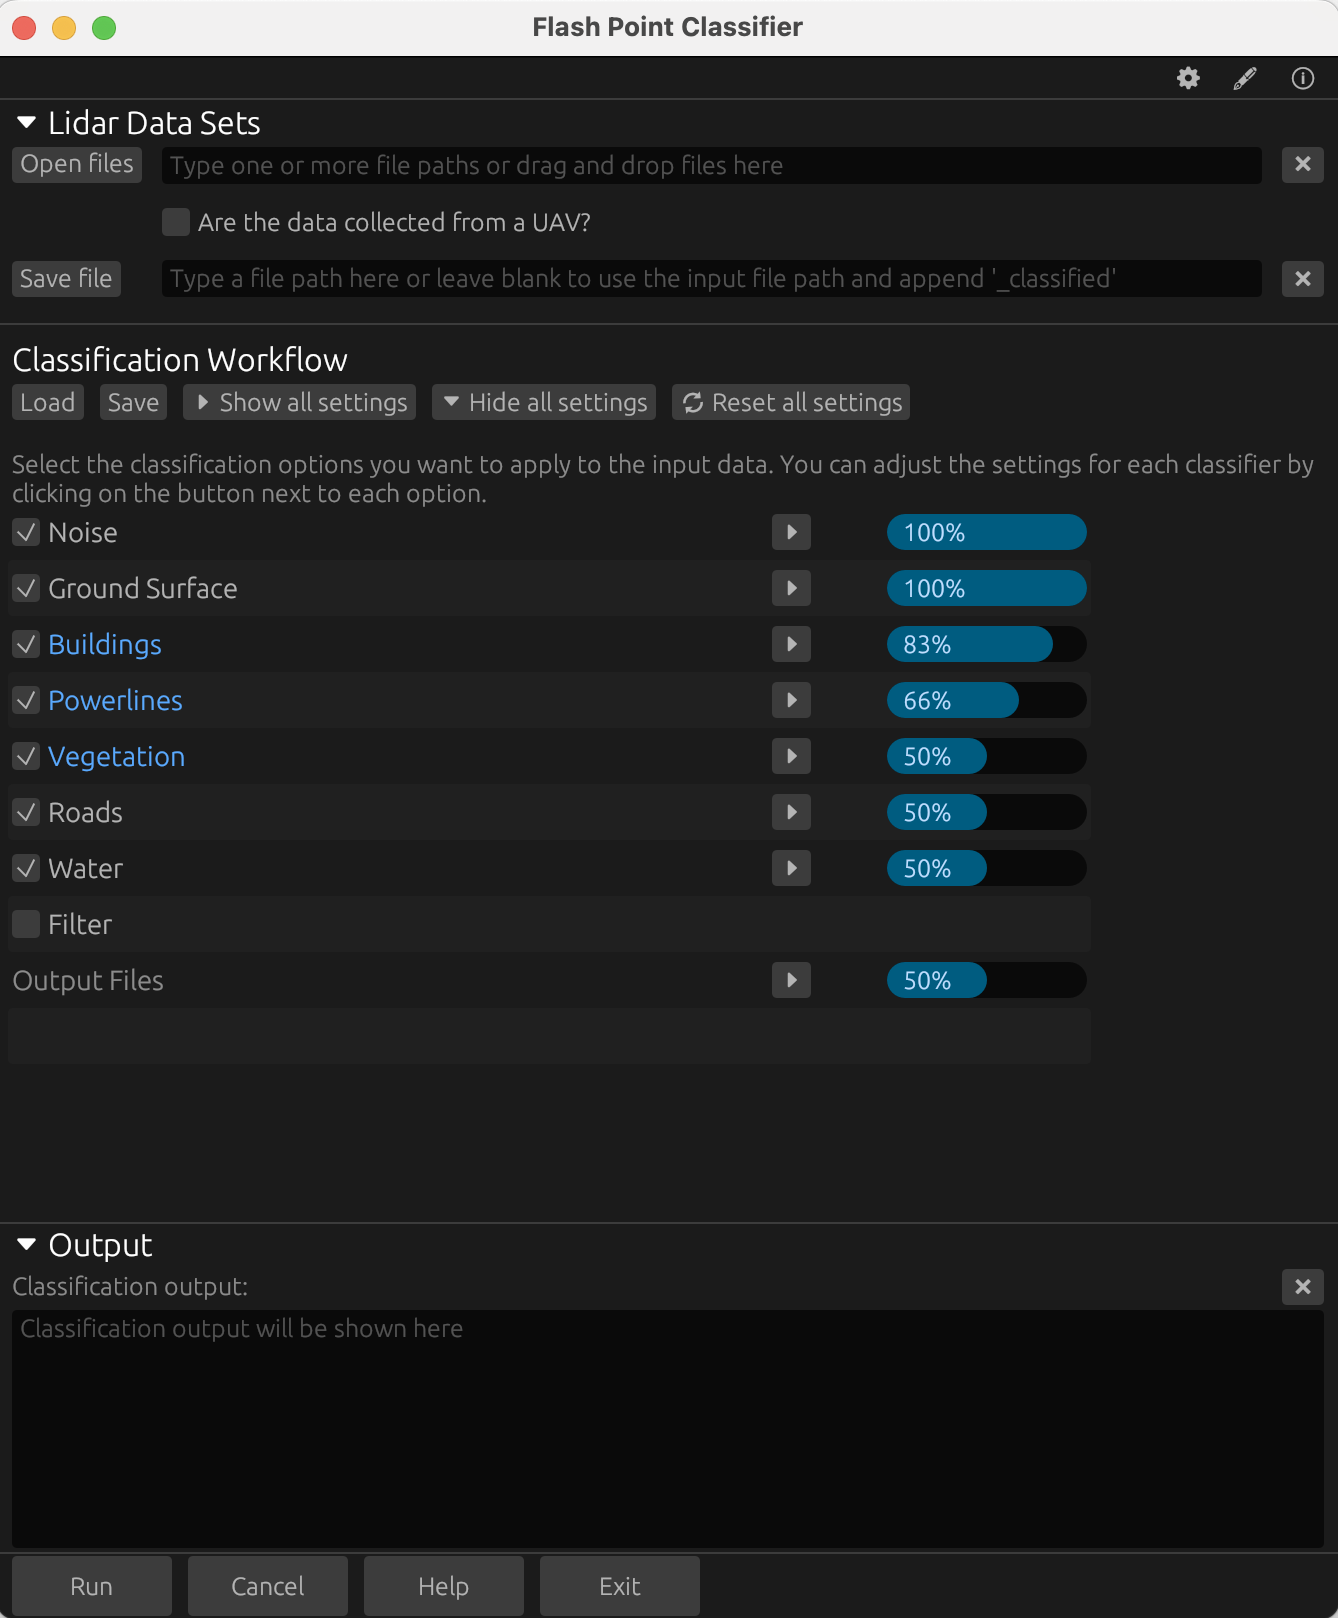 Flash Point Classifier
Lidar Data Sets
Open files Type one or more file paths or drag and drop files here
Are the data collected from a UAV?
Save file Type a file path here or leave blank to use the input file path and append '_classified'
Classification Workflow
Load Save Show all settings Hide all settings Reset all settings
Select the classification options you want to apply to the input data. You can adjust the settings for each classifier by
clicking on the button next to each option.
Noise 100%
Ground Surface 100%
Buildings 83%
Powerlines 66%
Vegetation 50%
Roads 50%
Water 50%
Filter
Output Files 50%
Output
Classification output:
Classification output will be shown here
Run Cancel Help Exit